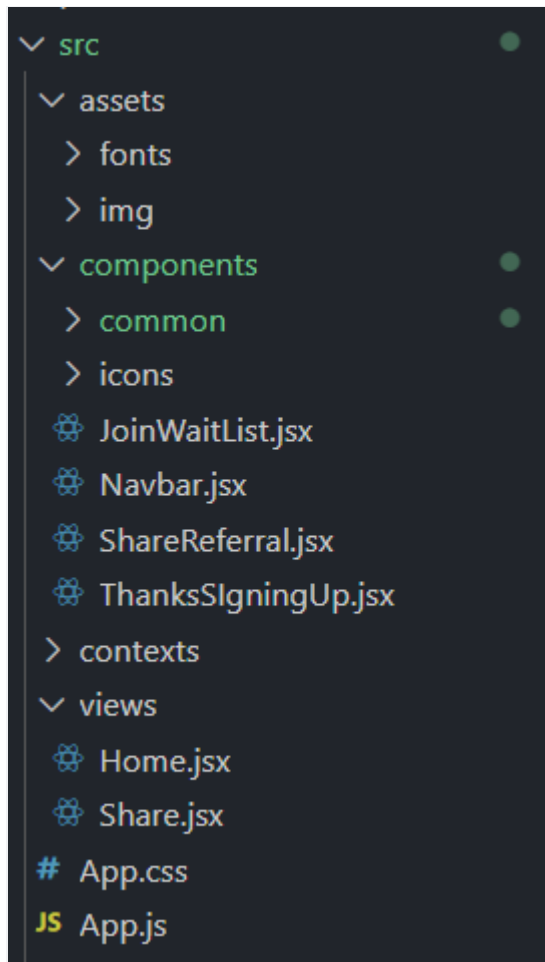 src
assets
fonts
img
components
common
icons
JoinWaitList.jsx
Navbar.jsx
ShareReferral.jsx
ThanksSIgningUp.jsx
contexts
views
Home.jsx
Share.jsx
# App.css
JS App.js